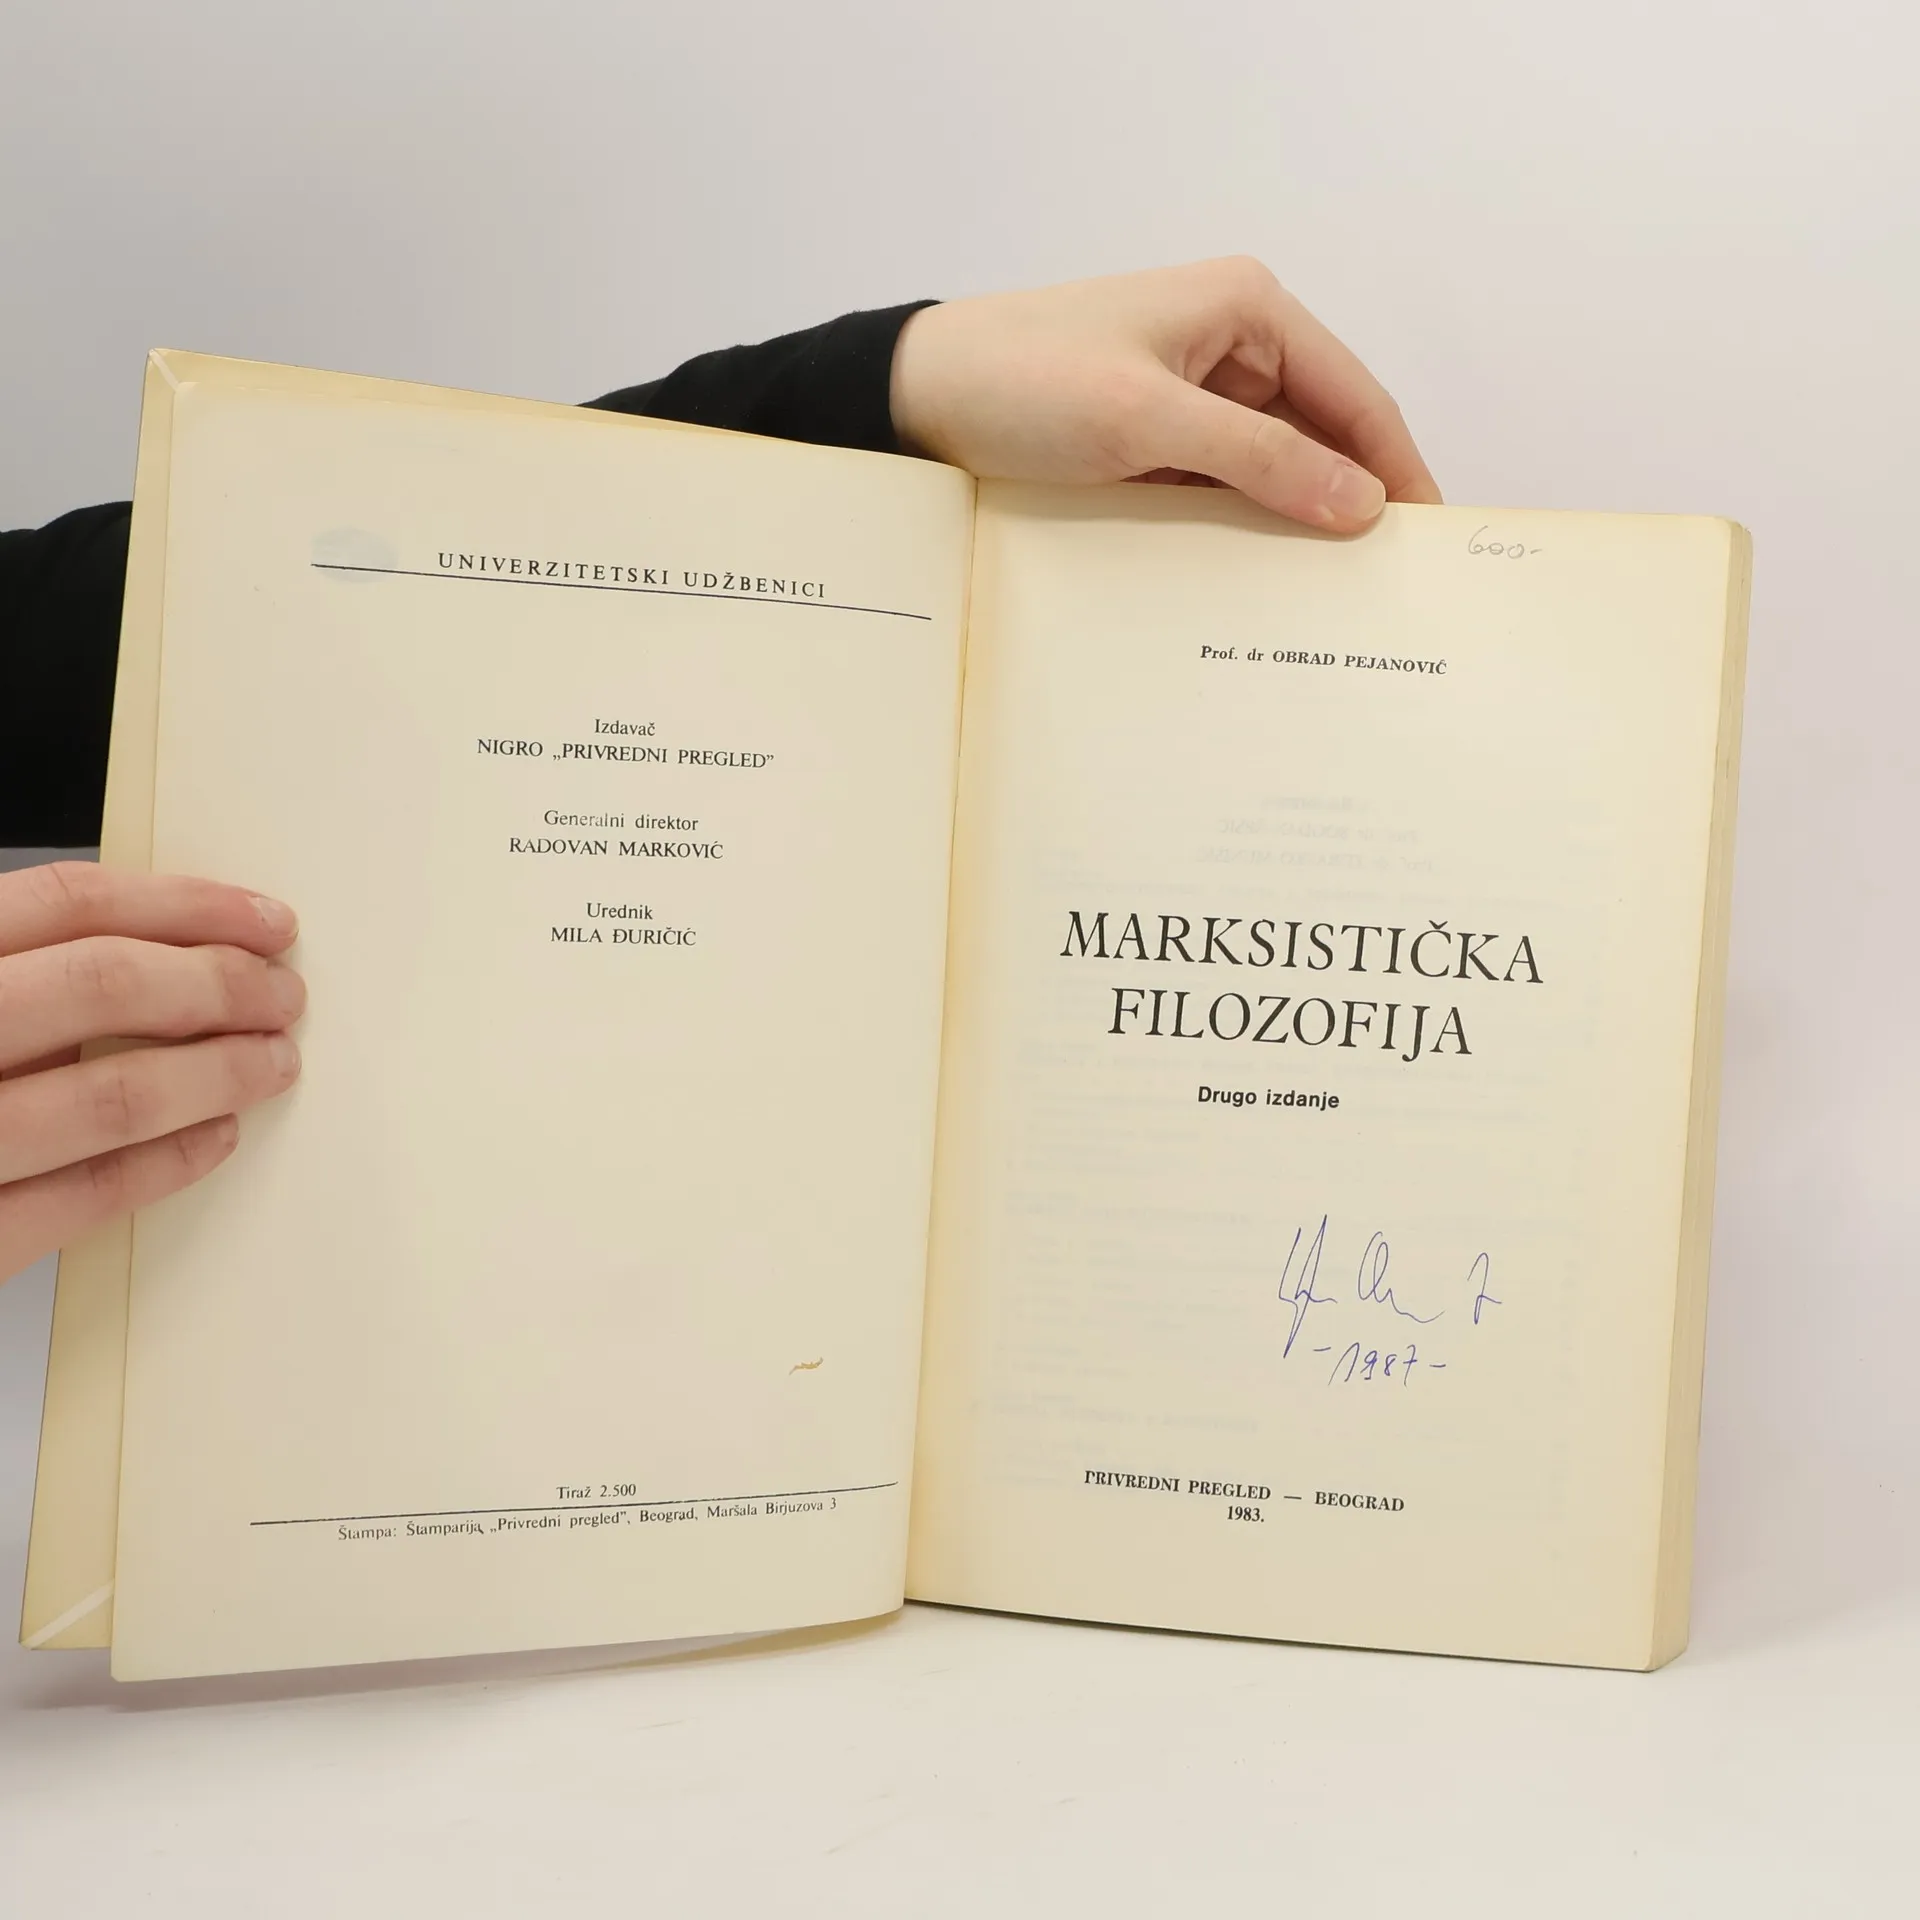 UNIVERZITETSKI UDŽBENICI
Izdavač
NIGRO „PRIVREDNI PREGLED”
Generalni direktor
RADOVAN MARKOVIĆ
Urednik
MILA ĐURIČIĆ
Tiraž 2.500
Štampa: Štamparija „Privredni pregled”, Beograd, Maršala Birjuzova 3
600-
Prof. dr OBRAD PEJANOVIĆ
MARKSISTIČKA
FILOZOFIJA
Drugo izdanje
-1987-
PRIVREDNI PREGLED — BEOGRAD
1983.